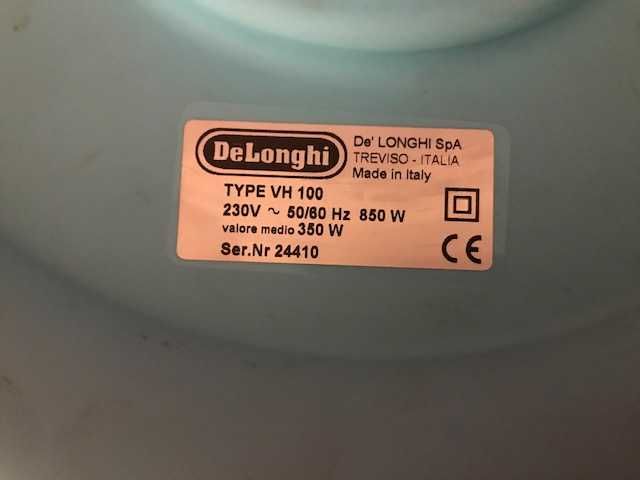 DeLonghi
De' LONGHI SpA
TREVISO - ITALIA
Made in Italy
TYPE VH 100
230V ~ 50/60 Hz 850 W
valore medio 350 W
Ser.Nr 24410
CE